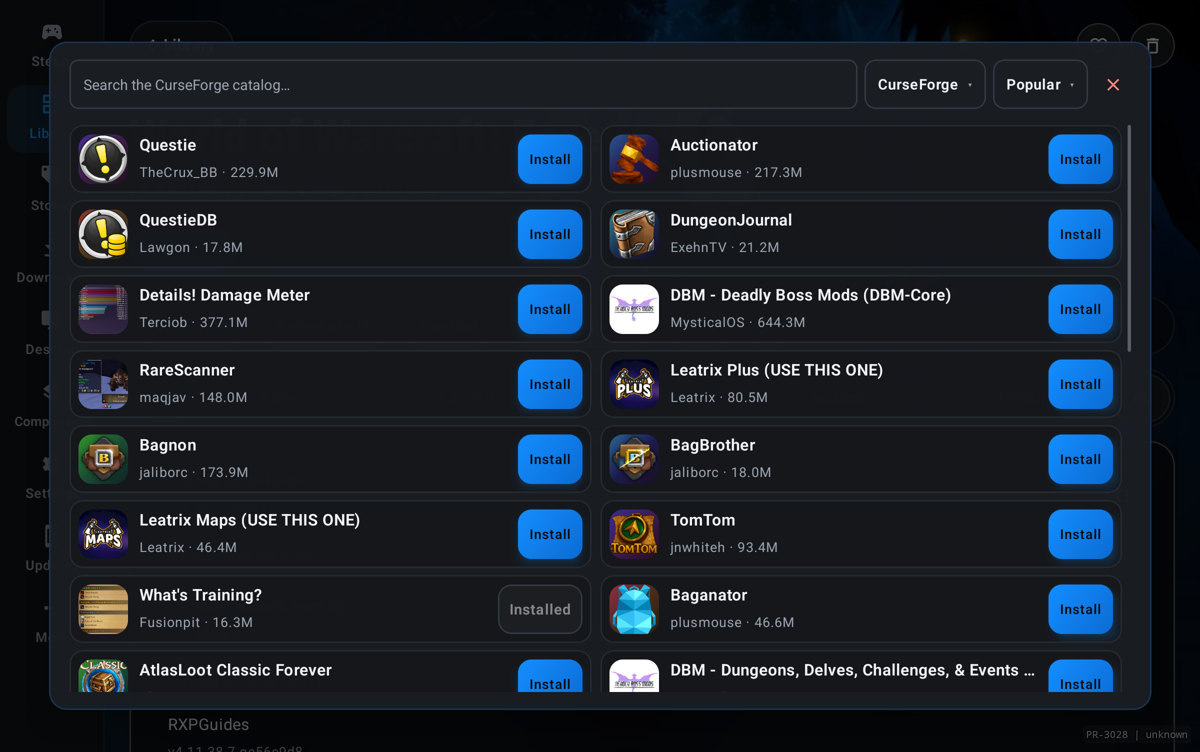 Search the CurseForge catalog...
CurseForge
Popular
Questie
TheCrux_BB · 229.9M
Install
Auctionator
plusmouse · 217.3M
Install
QuestieDB
Lawgon · 17.8M
Install
DungeonJournal
ExehnTV · 21.2M
Install
Details! Damage Meter
Terciob · 377.1M
Install
DBM - Deadly Boss Mods (DBM-Core)
MysticalOS · 644.3M
Install
RareScanner
maqjav · 148.0M
Install
Leatrix Plus (USE THIS ONE)
Leatrix · 80.5M
Install
Bagnon
jaliborc · 173.9M
Install
BagBrother
jaliborc · 18.0M
Install
Leatrix Maps (USE THIS ONE)
Leatrix · 46.4M
Install
TomTom
jnwhiteh · 93.4M
Install
What's Training?
Fusionpit · 16.3M
Installed
Baganator
plusmouse · 46.6M
Install
AtlasLoot Classic Forever
Install
DBM - Dungeons, Delves, Challenges, & Events ...
Install
RXPGuides
PR-3028 | unknown